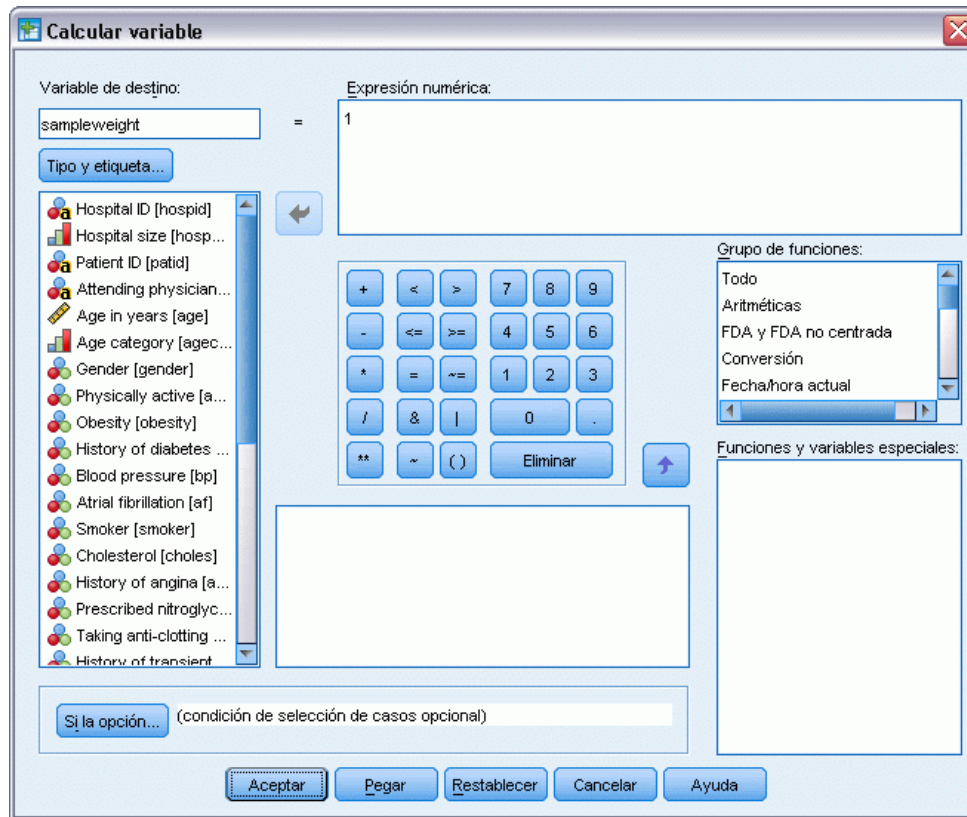 Calcular variable
Variable de destino:
sampleweight
=
Expresión numérica:
1
Tipo y etiqueta...
Hospital ID [hospid]
Hospital size [hosp...
Patient ID [patid]
Attending physician...
Age in years [age]
Age category [agec...
Gender [gender]
Physically active [a...
Obesity [obesity]
History of diabetes ...
Blood pressure [bp]
Atrial fibrillation [af]
Smoker [smoker]
Cholesterol [choles]
History of angina [a...
Prescribed nitroglyc...
Taking anti-clotting ...
History of transient
+ < > 7 8 9
- <= >= 4 5 6
* = ~= 1 2 3
/ & | 0 .
** ~ ( ) Eliminar
Grupo de funciones:
Todo
Aritméticas
FDA y FDA no centrada
Conversión
Fecha/hora actual
Funciones y variables especiales:
Si la opción... (condición de selección de casos opcional)
Aceptar Pegar Restablecer Cancelar Ayuda